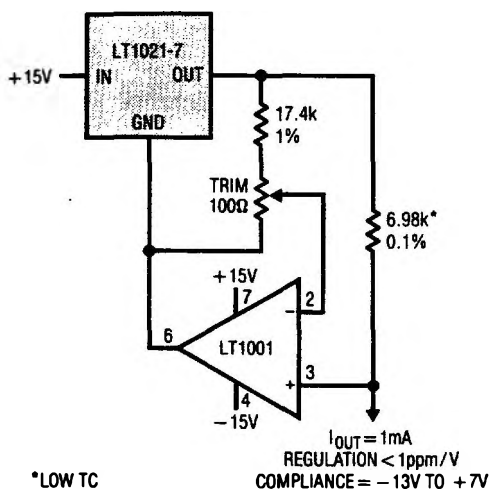 LT1021-7
+15V
IN
OUT
GND
17.4k
1%
TRIM
100Ω
6.98k*
0.1%
+15V
7
2
−
6
LT1001
3
+
4
−15V
IOUT = 1mA
REGULATION < 1ppm/V
*LOW TC
COMPLIANCE = −13V TO +7V